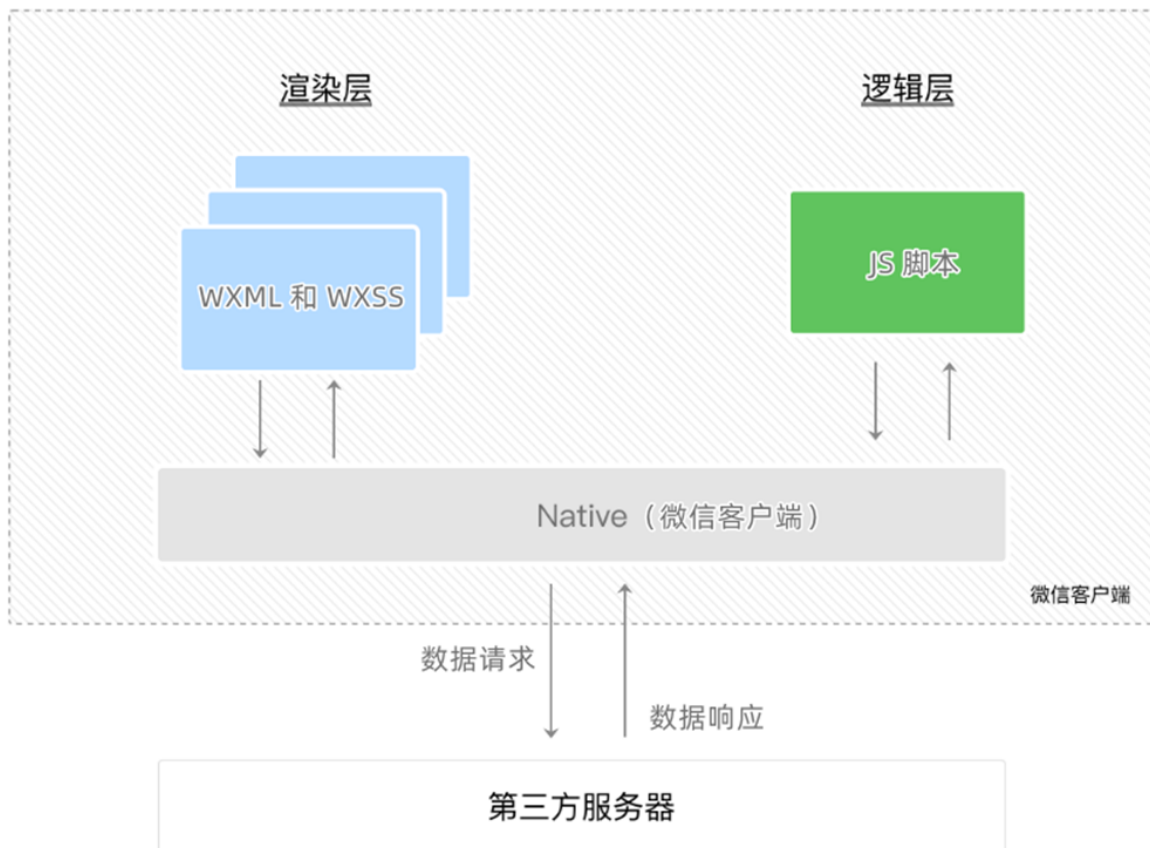 渲染层
逻辑层
WXML 和 WXSS
JS 脚本
Native（微信客户端）
微信客户端
数据请求
数据响应
第三方服务器